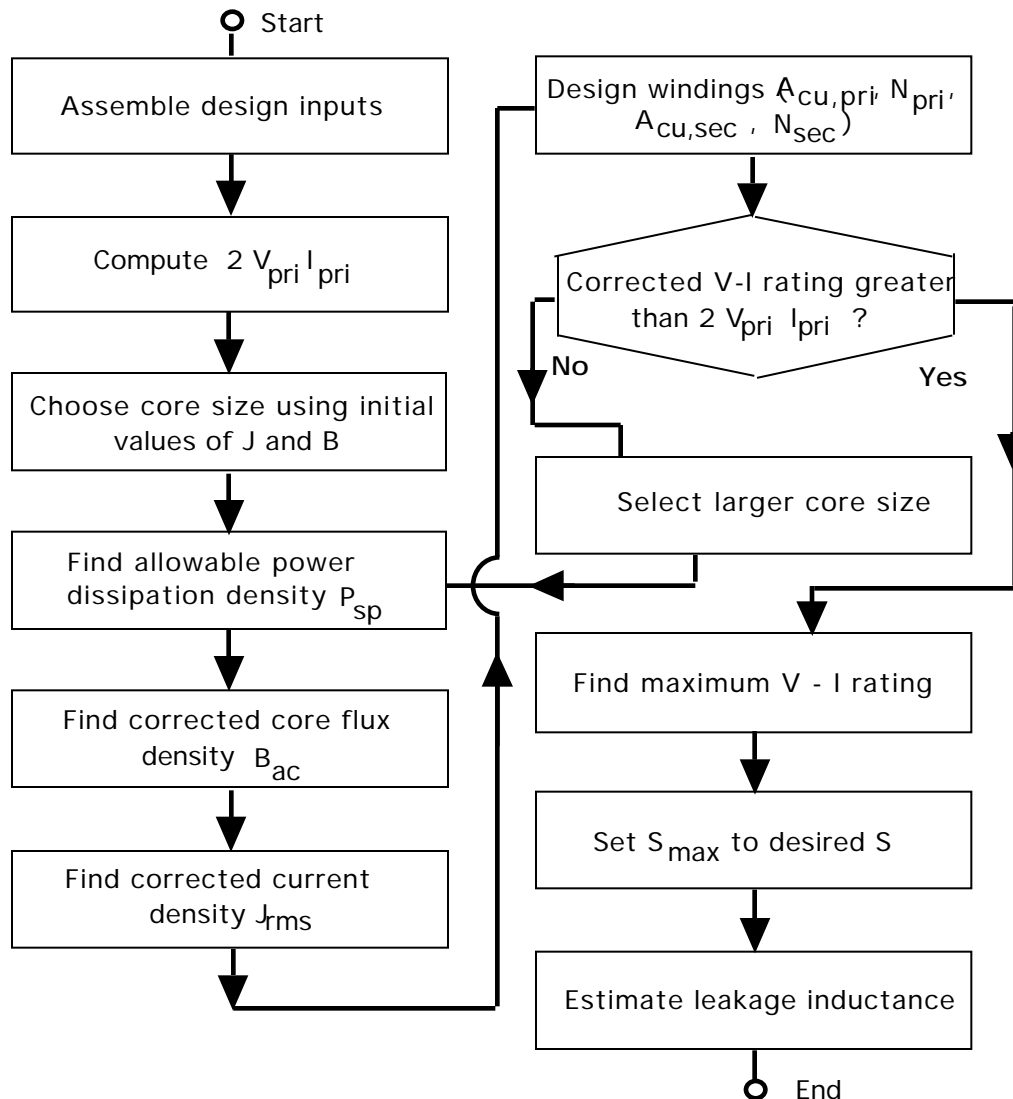 Start
Assemble design inputs
Compute 2 Vpri Ipri
Choose core size using initial
values of J and B
Find allowable power
dissipation density Psp
Find corrected core flux
density Bac
Find corrected current
density Jrms
Design windings (Acu,pri, Npri,
Acu,sec , Nsec)
Corrected V-I rating greater
than 2 Vpri Ipri ?
No
Yes
Select larger core size
Find maximum V - I rating
Set Smax to desired S
Estimate leakage inductance
End